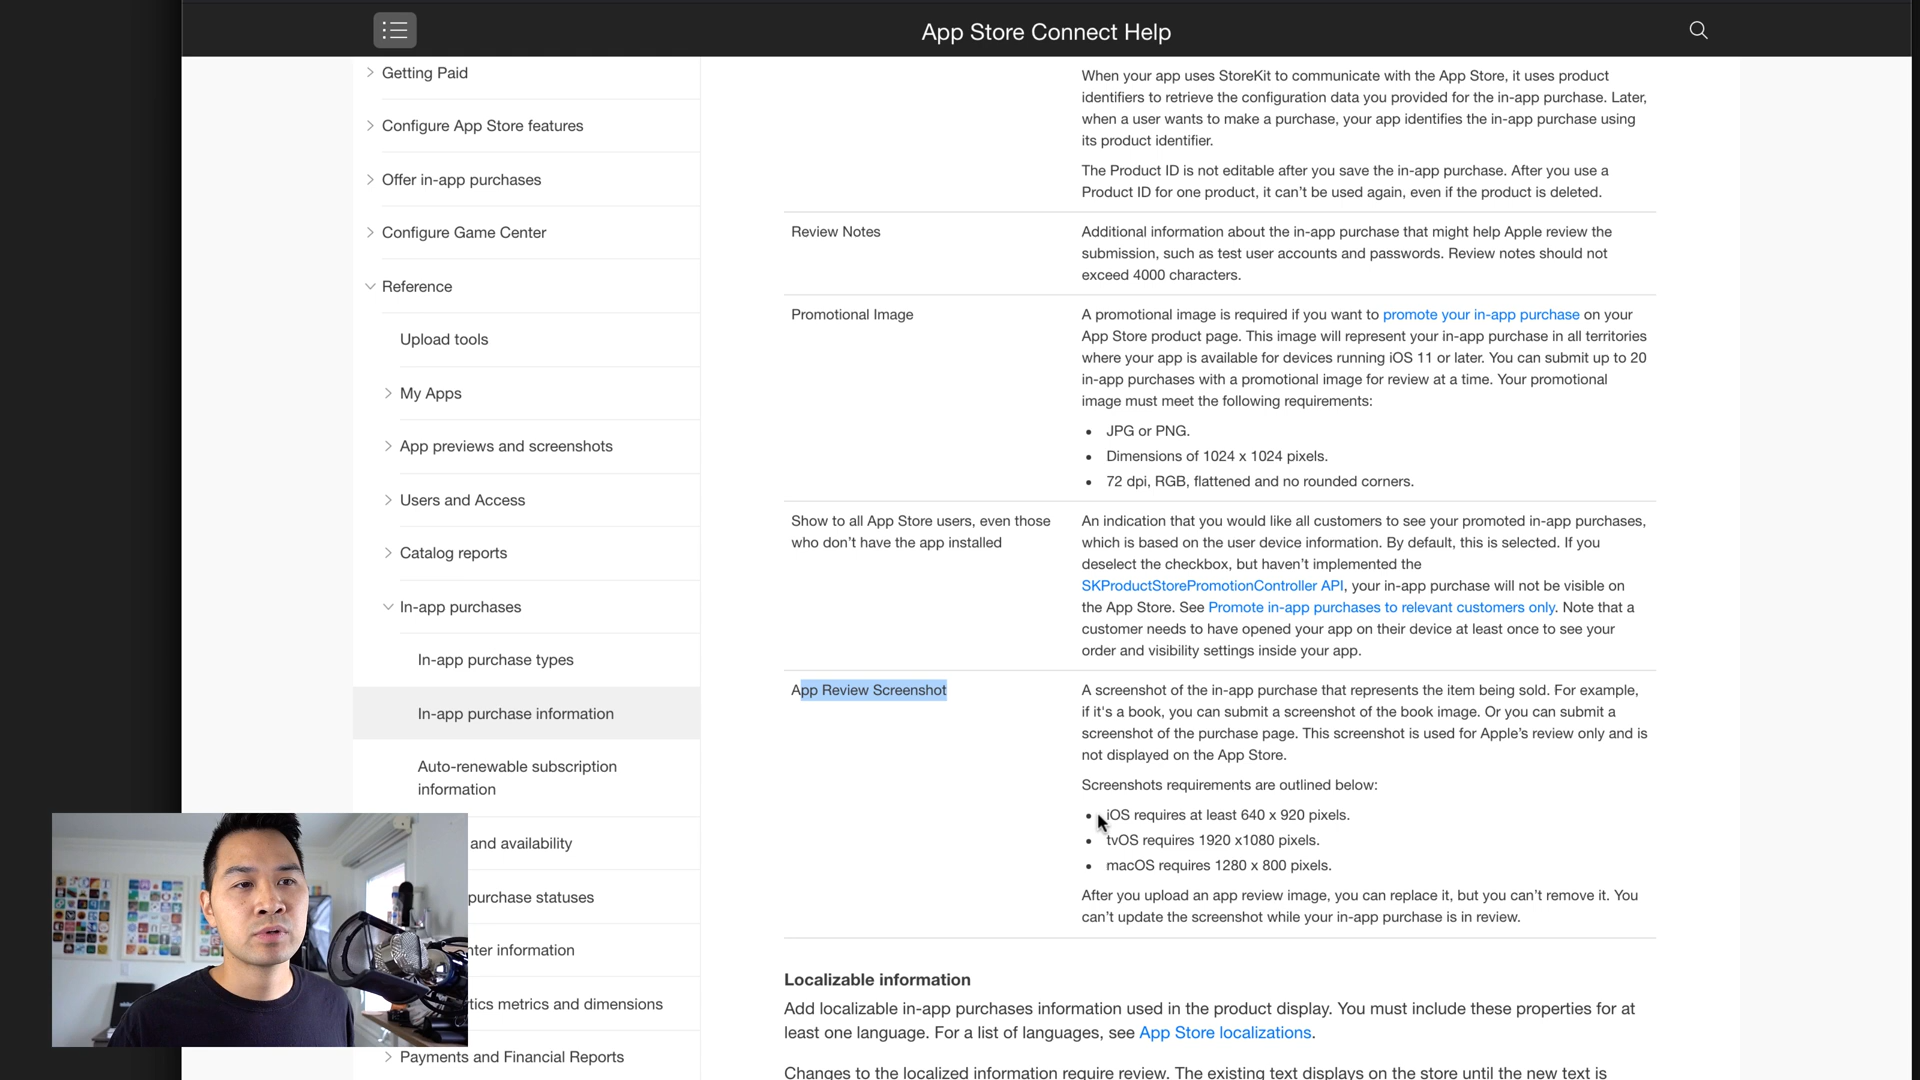 App Store Connect Help
Getting Paid
Configure App Store features
Offer in-app purchases
Configure Game Center
Reference
Upload tools
My Apps
App previews and screenshots
Users and Access
Catalog reports
In-app purchases
In-app purchase types
In-app purchase information
Auto-renewable subscription
information
and availability
purchase statuses
nter information
tics metrics and dimensions
Payments and Financial Reports
When your app uses StoreKit to communicate with the App Store, it uses product
identifiers to retrieve the configuration data you provided for the in-app purchase. Later,
when a user wants to make a purchase, your app identifies the in-app purchase using
its product identifier.
The Product ID is not editable after you save the in-app purchase. After you use a
Product ID for one product, it can’t be used again, even if the product is deleted.
Review Notes
Additional information about the in-app purchase that might help Apple review the
submission, such as test user accounts and passwords. Review notes should not
exceed 4000 characters.
Promotional Image
A promotional image is required if you want to promote your in-app purchase on your
App Store product page. This image will represent your in-app purchase in all territories
where your app is available for devices running iOS 11 or later. You can submit up to 20
in-app purchases with a promotional image for review at a time. Your promotional
image must meet the following requirements:
• JPG or PNG.
• Dimensions of 1024 x 1024 pixels.
• 72 dpi, RGB, flattened and no rounded corners.
Show to all App Store users, even those
who don’t have the app installed
An indication that you would like all customers to see your promoted in-app purchases,
which is based on the user device information. By default, this is selected. If you
deselect the checkbox, but haven’t implemented the
SKProductStorePromotionController API, your in-app purchase will not be visible on
the App Store. See Promote in-app purchases to relevant customers only. Note that a
customer needs to have opened your app on their device at least once to see your
order and visibility settings inside your app.
App Review Screenshot
A screenshot of the in-app purchase that represents the item being sold. For example,
if it's a book, you can submit a screenshot of the book image. Or you can submit a
screenshot of the purchase page. This screenshot is used for Apple’s review only and is
not displayed on the App Store.
Screenshots requirements are outlined below:
• iOS requires at least 640 x 920 pixels.
• tvOS requires 1920 x1080 pixels.
• macOS requires 1280 x 800 pixels.
After you upload an app review image, you can replace it, but you can’t remove it. You
can’t update the screenshot while your in-app purchase is in review.
Localizable information
Add localizable in-app purchases information used in the product display. You must include these properties for at
least one language. For a list of languages, see App Store localizations.
Changes to the localized information require review. The existing text displays on the store until the new text is